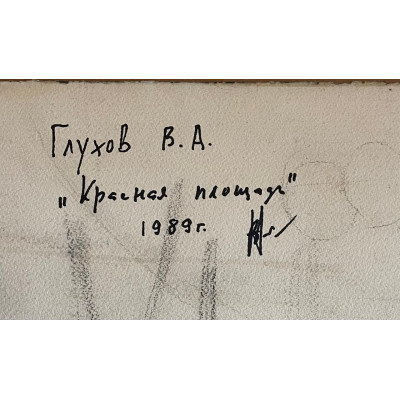 Глухов В.А.
„Красная площадь"
1989г.